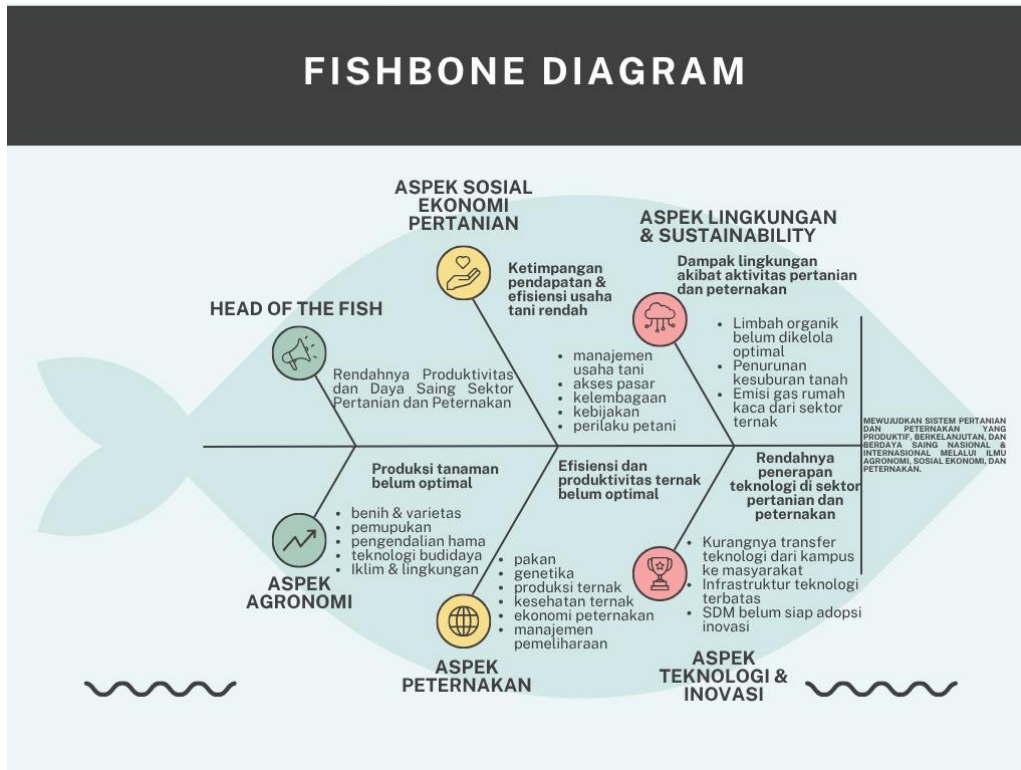 FISHBONE DIAGRAM
ASPEK SOSIAL
EKONOMI
PERTANIAN
Ketimpangan
pendapatan &
efisiensi usaha
tani rendah
manajemen
usaha tani
akses pasar
kelembagaan
kebijakan
perilaku petani
ASPEK LINGKUNGAN
& SUSTAINABILITY
Dampak lingkungan
akibat aktivitas pertanian
dan peternakan
Limbah organik
belum dikelola
optimal
Penurunan
kesuburan tanah
Emisi gas rumah
kaca dari sektor
ternak
HEAD OF THE FISH
Rendahnya Produktivitas
dan Daya Saing Sektor
Pertanian dan Peternakan
MEWUJUDKAN SISTEM PERTANIAN
DAN PETERNAKAN YANG
PRODUKTIF, BERKELANJUTAN, DAN
BERDAYA SAING NASIONAL &
INTERNASIONAL MELALUI ILMU
AGRONOMI, SOSIAL EKONOMI, DAN
PETERNAKAN.
Produksi tanaman
belum optimal
benih & varietas
pemupukan
pengendalian hama
teknologi budidaya
Iklim & lingkungan
ASPEK
AGRONOMI
Efisiensi dan
produktivitas ternak
belum optimal
pakan
genetika
produksi ternak
kesehatan ternak
ekonomi peternakan
manajemen
pemeliharaan
ASPEK
PETERNAKAN
Rendahnya
penerapan
teknologi di sektor
pertanian dan
peternakan
Kurangnya transfer
teknologi dari kampus
ke masyarakat
Infrastruktur teknologi
terbatas
SDM belum siap adopsi
inovasi
ASPEK
TEKNOLOGI &
INOVASI